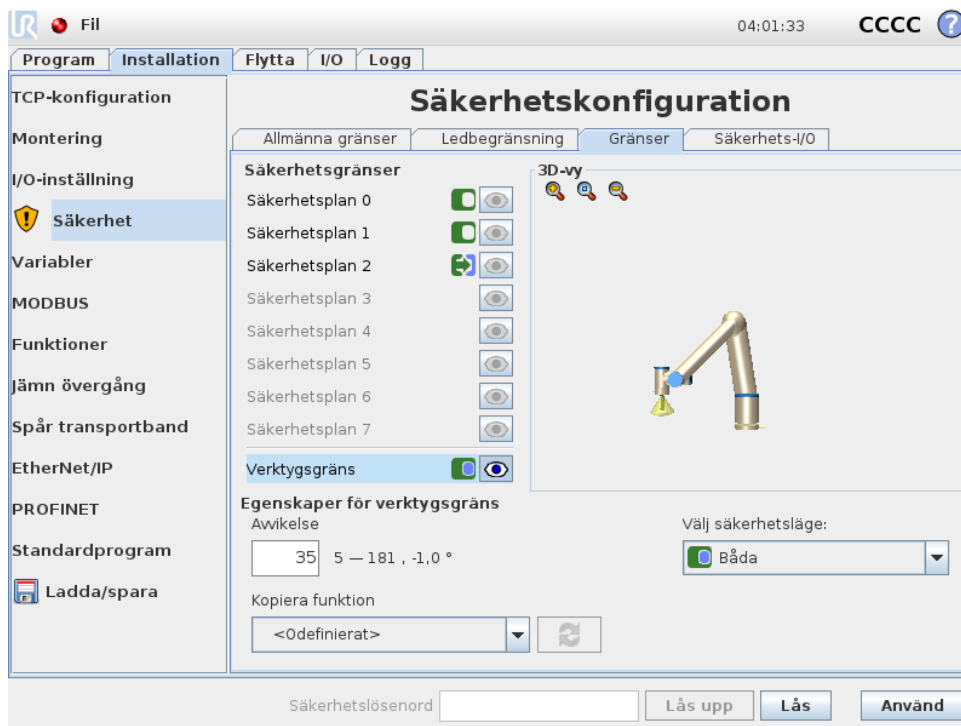 UR Fil 04:01:33 CCCC ?
Program Installation Flytta I/O Logg
TCP-konfiguration
Montering
I/O-inställning
Säkerhet
Variabler
MODBUS
Funktioner
Jämn övergång
Spår transportband
EtherNet/IP
PROFINET
Standardprogram
Ladda/spara
Säkerhetskonfiguration
Allmänna gränser Ledbegränsning Gränser Säkerhets-I/O
Säkerhetsgränser
Säkerhetsplan 0
Säkerhetsplan 1
Säkerhetsplan 2
Säkerhetsplan 3
Säkerhetsplan 4
Säkerhetsplan 5
Säkerhetsplan 6
Säkerhetsplan 7
Verktygsgräns
3D-vy
Egenskaper för verktygsgräns
Avvikelse
35 5 — 181 , -1,0 °
Välj säkerhetsläge:
Båda
Kopiera funktion
<Odefinierat>
Säkerhetslösenord Lås upp Lås Använd